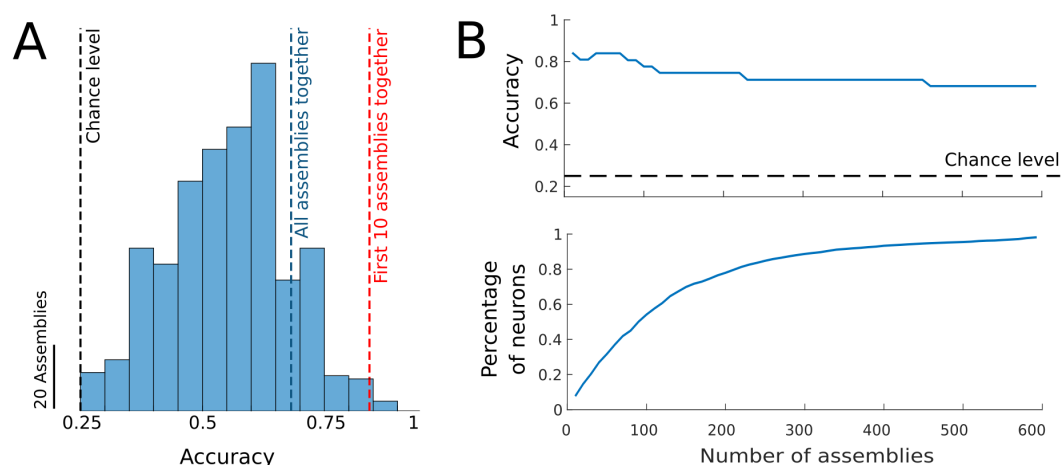 A
Chance level
All assemblies together
First 10 assemblies together
20 Assemblies
0.25
0.5
0.75
1
Accuracy
B
Accuracy
1
0.8
0.6
0.4
0.2
Chance level
Percentage
of neurons
1
0.8
0.6
0.4
0.2
0
0
100
200
300
400
500
600
Number of assemblies